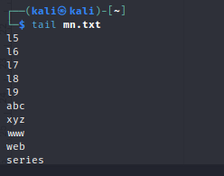 ┌──(kali㉿kali)-[~]
└─$ tail mn.txt
l5
l6
l7
l8
l9
abc
xyz
www
web
series